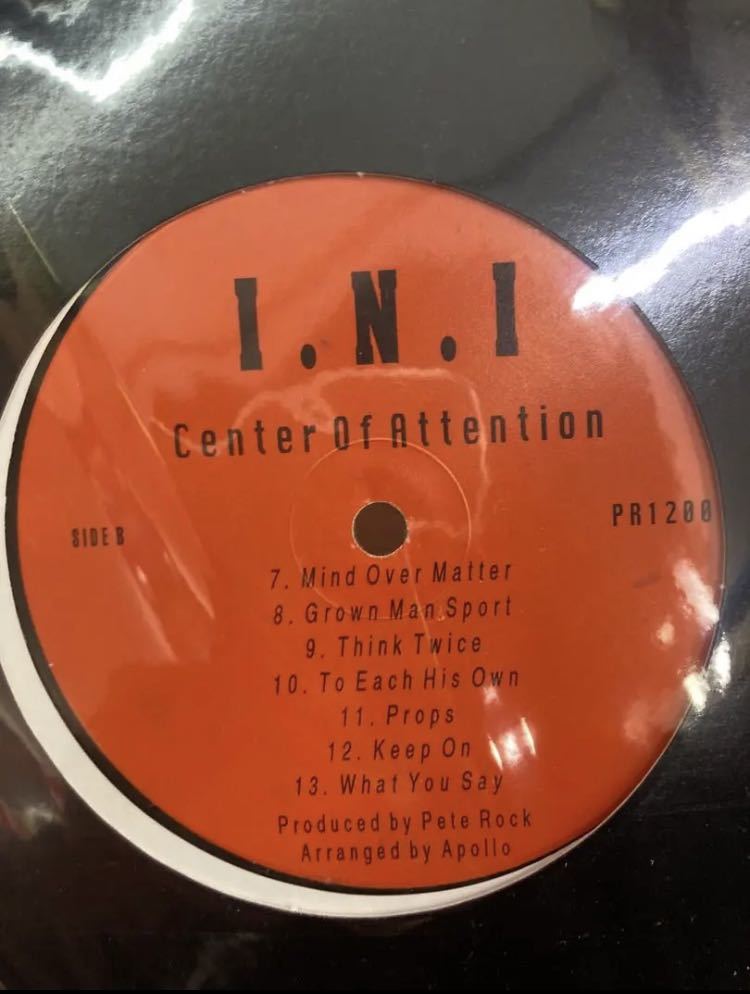 I.N.I
Center Of Attention
PR1200
SIDE B
7. Mind Over Matter
8. Grown Man Sport
9. Think Twice
10. To Each His Own
11. Props
12. Keep On
13. What You Say
Produced by Pete Rock
Arranged by Apollo